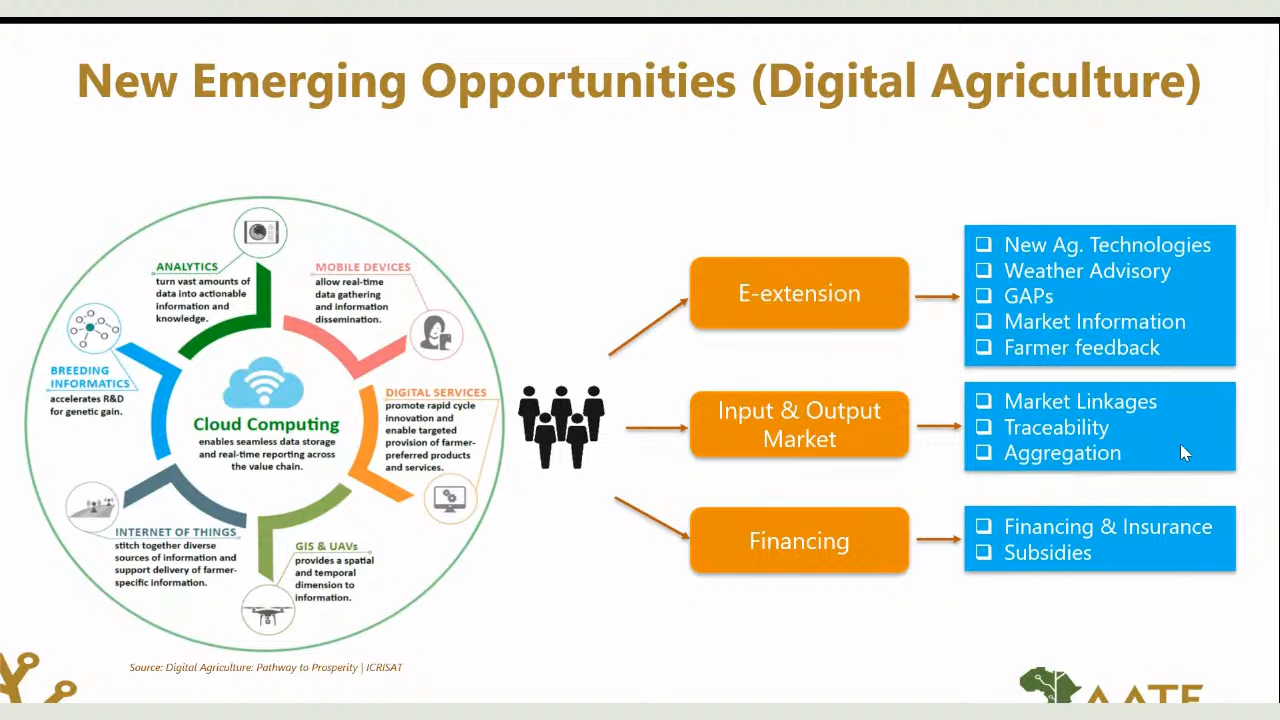 New Emerging Opportunities (Digital Agriculture)
ANALYTICS
turn vast amounts of
data into actionable
information and
knowledge.
MOBILE DEVICES
allow real-time
data gathering
and information
dissemination.
BREEDING
INFORMATICS
accelerates R&D
for genetic gain.
Cloud Computing
enables seamless data storage
and real-time reporting across
the value chain.
DIGITAL SERVICES
promote rapid cycle
innovation and
enable targeted
provision of farmer-
preferred products
and services.
INTERNET OF THINGS
stitch together diverse
sources of information and
support delivery of farmer-
specific information.
GIS & UAVs
provides a spatial
and temporal
dimension to
information.
Source: Digital Agriculture: Pathway to Prosperity | ICRISAT
E-extension
❑ New Ag. Technologies
❑ Weather Advisory
❑ GAPs
❑ Market Information
❑ Farmer feedback
Input & Output
Market
❑ Market Linkages
❑ Traceability
❑ Aggregation
Financing
❑ Financing & Insurance
❑ Subsidies